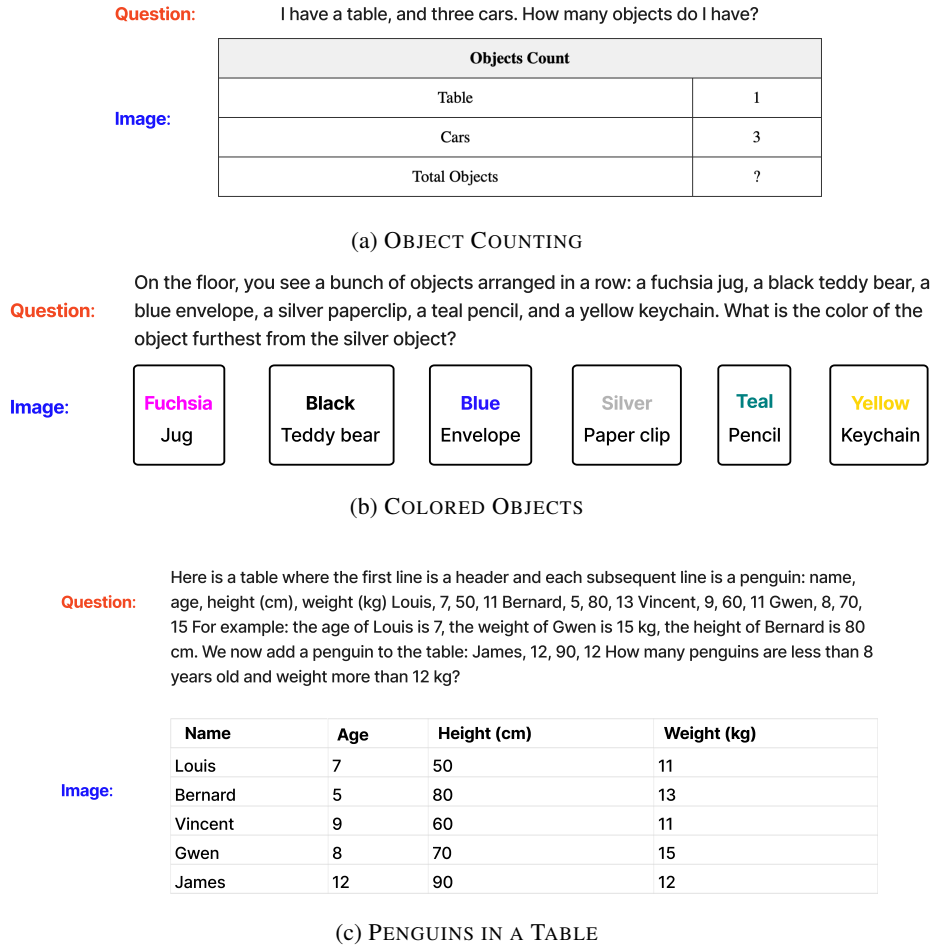 Question: I have a table, and three cars. How many objects do I have?
Image:
Objects Count
Table 1
Cars 3
Total Objects ?
(a) OBJECT COUNTING
Question:
On the floor, you see a bunch of objects arranged in a row: a fuchsia jug, a black teddy bear, a
blue envelope, a silver paperclip, a teal pencil, and a yellow keychain. What is the color of the
object furthest from the silver object?
Image:
Fuchsia Black Blue Silver Teal Yellow
Jug Teddy bear Envelope Paper clip Pencil Keychain
(b) COLORED OBJECTS
Question:
Here is a table where the first line is a header and each subsequent line is a penguin: name,
age, height (cm), weight (kg) Louis, 7, 50, 11 Bernard, 5, 80, 13 Vincent, 9, 60, 11 Gwen, 8, 70,
15 For example: the age of Louis is 7, the weight of Gwen is 15 kg, the height of Bernard is 80
cm. We now add a penguin to the table: James, 12, 90, 12 How many penguins are less than 8
years old and weight more than 12 kg?
Image:
Name Age Height (cm) Weight (kg)
Louis 7 50 11
Bernard 5 80 13
Vincent 9 60 11
Gwen 8 70 15
James 12 90 12
(c) PENGUINS IN A TABLE